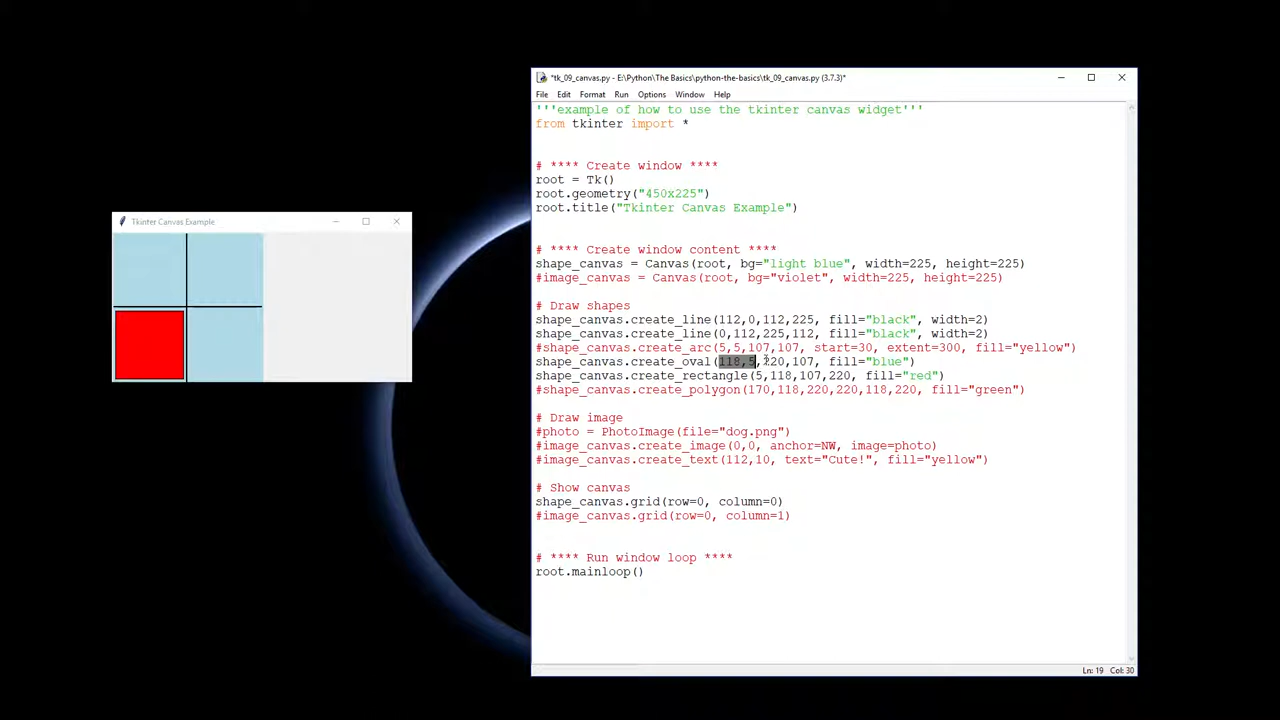 *tk_09_canvas.py - E:\Python\The Basics\python-the-basics\tk_09_canvas.py (3.7.3)*
File Edit Format Run Options Window Help
'''example of how to use the tkinter canvas widget'''
from tkinter import *
# **** Create window ****
root = Tk()
root.geometry("450x225")
root.title("Tkinter Canvas Example")
Tkinter Canvas Example
# **** Create window content ****
shape_canvas = Canvas(root, bg="light blue", width=225, height=225)
#image_canvas = Canvas(root, bg="violet", width=225, height=225)
# Draw shapes
shape_canvas.create_line(112,0,112,225, fill="black", width=2)
shape_canvas.create_line(0,112,225,112, fill="black", width=2)
#shape_canvas.create_arc(5,5,107,107, start=30, extent=300, fill="yellow")
shape_canvas.create_oval(118,5,220,107, fill="blue")
shape_canvas.create_rectangle(5,118,107,220, fill="red")
#shape_canvas.create_polygon(170,118,220,220,118,220, fill="green")
# Draw image
#photo = PhotoImage(file="dog.png")
#image_canvas.create_image(0,0, anchor=NW, image=photo)
#image_canvas.create_text(112,10, text="Cute!", fill="yellow")
# Show canvas
shape_canvas.grid(row=0, column=0)
#image_canvas.grid(row=0, column=1)
# **** Run window loop ****
root.mainloop()
Ln: 19 Col: 30